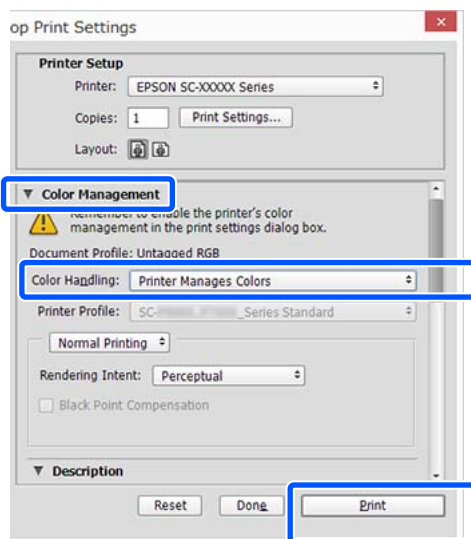 op Print Settings
Printer Setup
Printer: EPSON SC-XXXXX Series
Copies: 1 Print Settings...
Layout:
Color Management
Remember to enable the printer's color
management in the print settings dialog box.
Document Profile: Untagged RGB
Color Handling: Printer Manages Colors
Printer Profile: SC- _Series Standard
Normal Printing
Rendering Intent: Perceptual
Black Point Compensation
Description
Reset Done Print